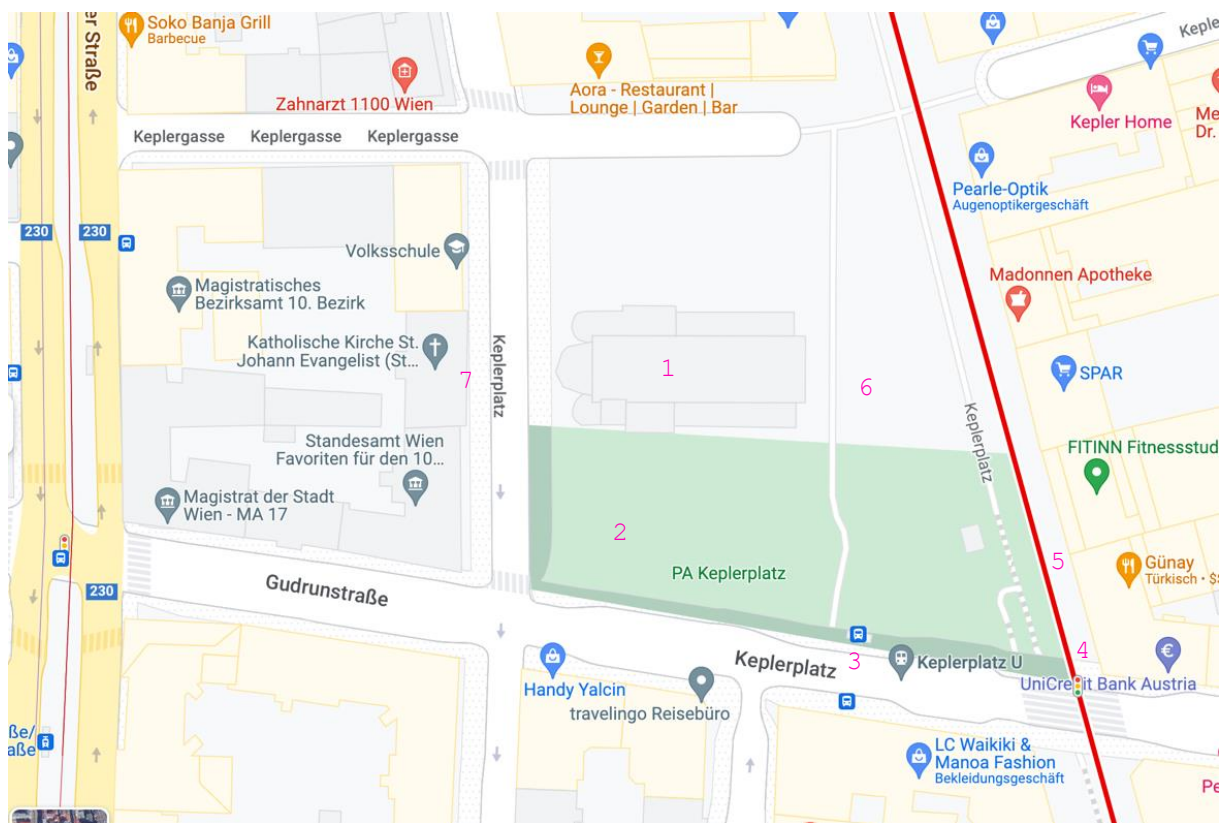 er Straße
Soko Banja Grill
Barbecue
Zahnarzt 1100 Wien
Aora - Restaurant |
Lounge | Garden | Bar
Keple
Kepler Home
Me
Dr.
Keplergasse Keplergasse Keplergasse
Pearle-Optik
Augenoptikergeschäft
230
230
Volksschule
Magistratisches
Bezirksamt 10. Bezirk
Madonnen Apotheke
Katholische Kirche St.
Johann Evangelist (St...
7
Keplerplatz
1
6
SPAR
Keplerplatz
Standesamt Wien
Favoriten für den 10...
FITINN Fitnessstud
Magistrat der Stadt
Wien - MA 17
2
5
230
Gudrunstraße
PA Keplerplatz
Günay
Türkisch • $$
Keplerplatz
3
Keplerplatz U
4
UniCredit Bank Austria
Handy Yalcin
travelingo Reisebüro
ße/
aße
LC Waikiki &
Manoa Fashion
Bekleidungsgeschäft
Pe